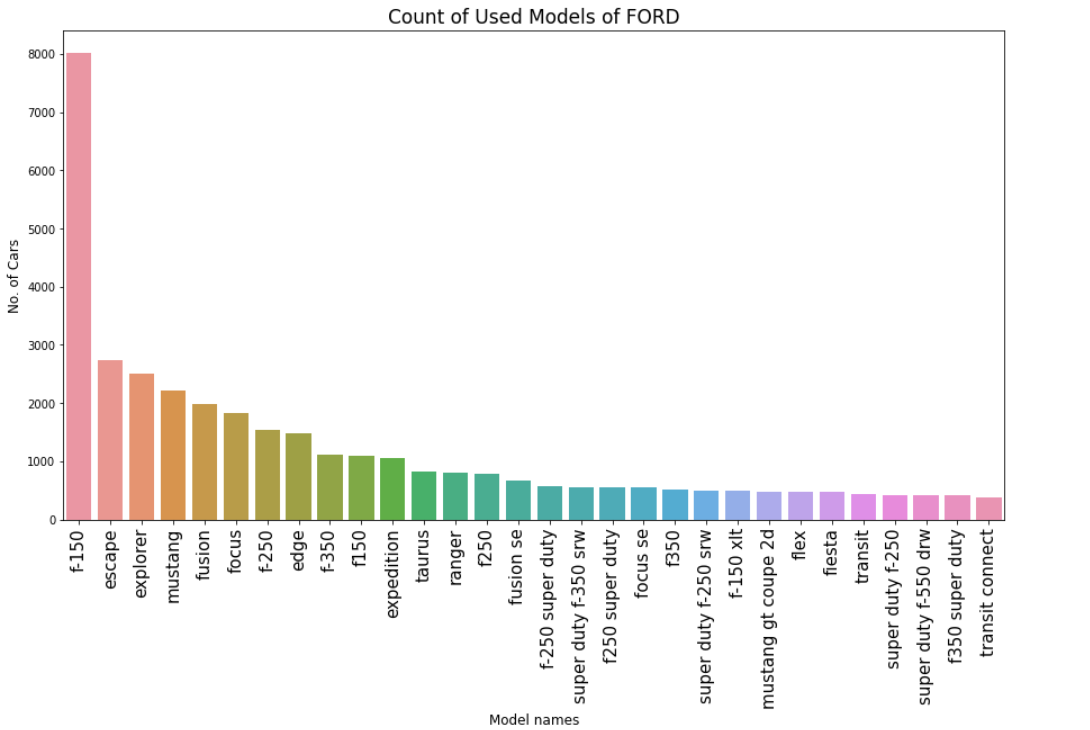 Count of Used Models of FORD
No. of Cars
8000
7000
6000
5000
4000
3000
2000
1000
0
f-150
escape
explorer
mustang
fusion
focus
f-250
edge
f-350
f150
expedition
taurus
ranger
f250
fusion se
f-250 super duty
super duty f-350 srw
f250 super duty
focus se
f350
super duty f-250 srw
f-150 xlt
mustang gt coupe 2d
flex
fiesta
transit
super duty f-250
super duty f-550 drw
f350 super duty
transit connect
Model names